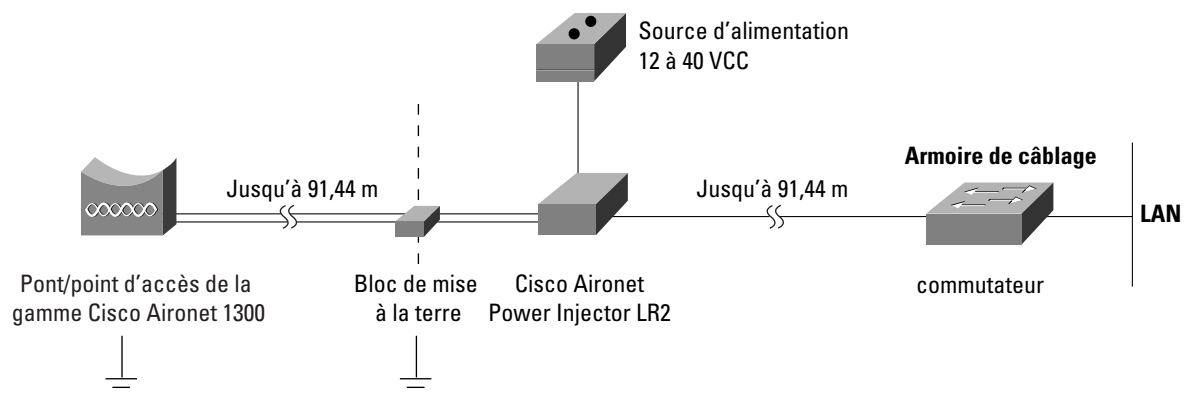 Source d'alimentation
12 à 40 VCC
Armoire de câblage
Jusqu'à 91,44 m
Jusqu'à 91,44 m
LAN
Pont/point d'accès de la
gamme Cisco Aironet 1300
Bloc de mise
à la terre
Cisco Aironet
Power Injector LR2
commutateur